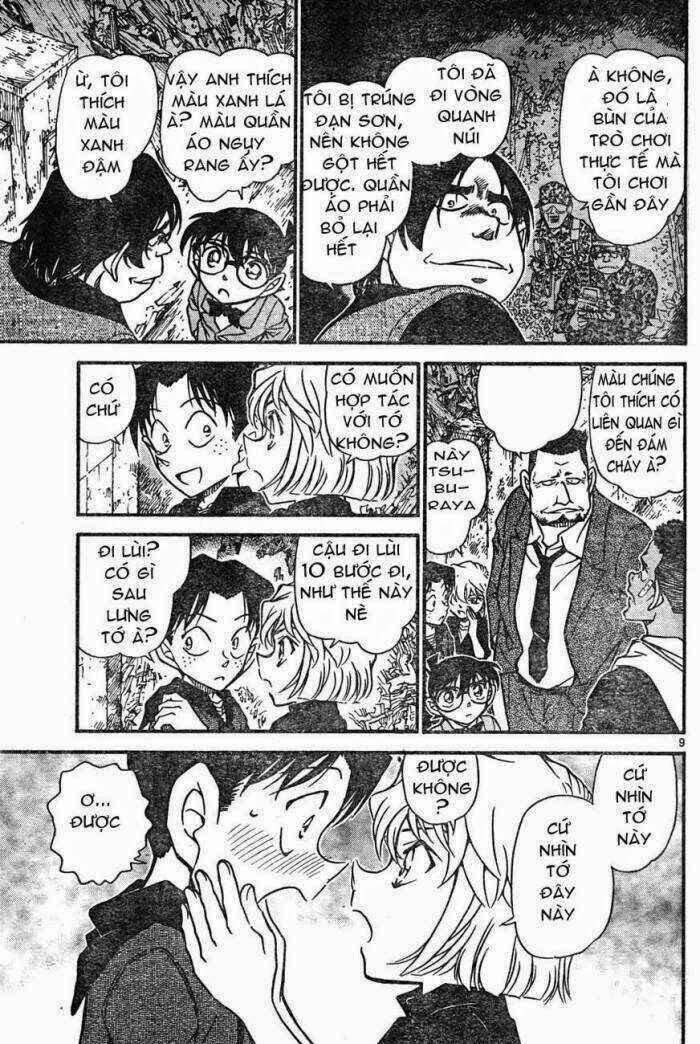 À KHÔNG,
ĐÓ LÀ
BÙN CỦA
TRÒ CHƠI
THỰC TẾ MÀ
TÔI CHƠI
GẦN ĐÂY
TÔI ĐÃ
ĐI VÒNG
QUANH
NÚI
TÔI BỊ TRÚNG
ĐẠN SƠN,
NÊN KHÔNG
GỘT HẾT
ĐƯỢC. QUẦN
ÁO PHẢI
BỎ LẠI
HẾT
VẬY ANH THÍCH
MÀU XANH LÁ
À? MÀU QUẦN
ÁO NGỤY
RANG ẤY?
Ừ, TÔI
THÍCH
MÀU
XANH
ĐẬM
MÀU CHÚNG
TÔI THÍCH CÓ
LIÊN QUAN GÌ
ĐẾN ĐÁM
CHÁY À?
NÀY
TSU-
BU-
RAYA
CÓ MUỐN
HỢP TÁC
VỚI TỚ
KHÔNG?
CÓ
CHỨ
CẬU ĐI LÙI
10 BƯỚC ĐI,
NHƯ THẾ NÀY
NÈ
ĐI LÙI?
CÓ GÌ
SAU
LƯNG
TỚ À?
9
CỨ
NHÌN
TỚ
NÀY
CỨ
NHÌN
TỚ
ĐÂY
NÀY
ĐƯỢC
KHÔNG?
Ơ...
ĐƯỢC